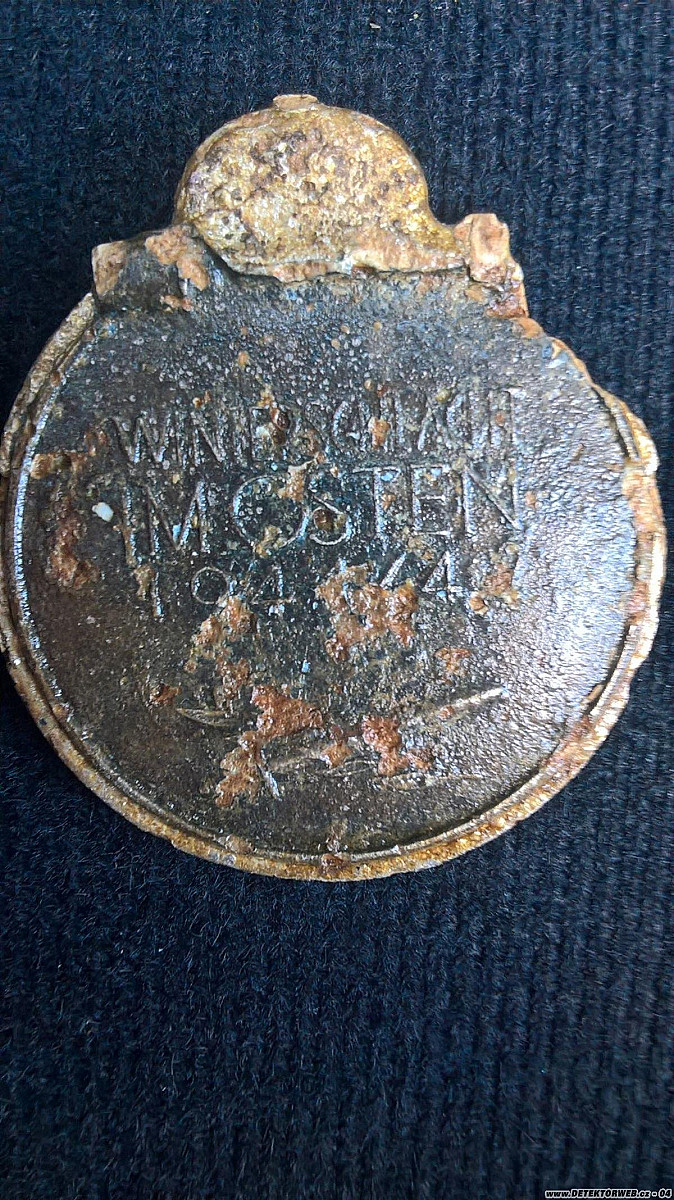 WINTERSCHLACHT
IM OSTEN
1941/42
www.DETEKTORWEB.cz • 04